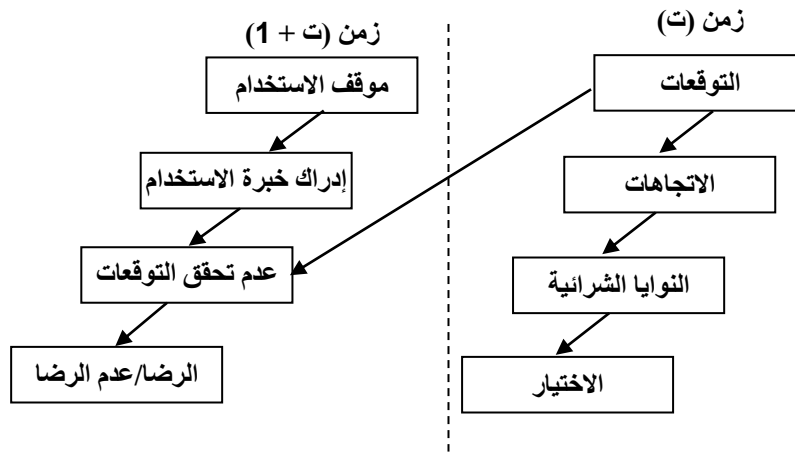 زمن (ت)
التوقعات
الاتجاهات
النوايا الشرائية
الاختيار
زمن (ت + 1)
موقف الاستخدام
إدراك خبرة الاستخدام
عدم تحقق التوقعات
الرضا/عدم الرضا